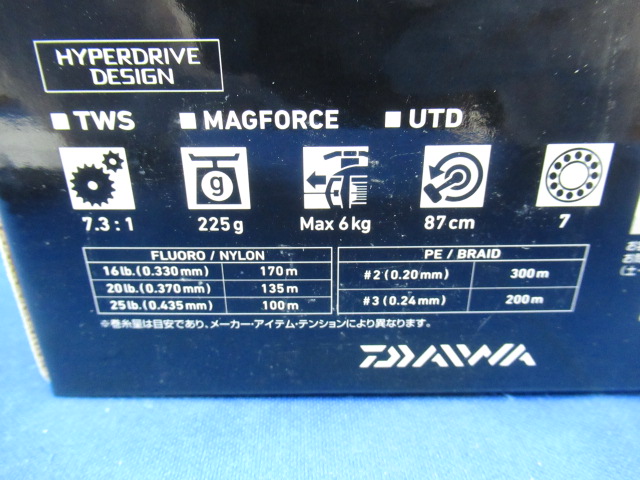 HYPERDRIVE
DESIGN
■ TWS ■ MAGFORCE ■ UTD
g
7.3:1 225g Max 6kg 87cm 7
FLUORO / NYLON
16lb.(0.330mm) 170m
20lb.(0.370mm) 135m
25lb.(0.435mm) 100m
PE / BRAID
#2(0.20mm) 300m
#3(0.24mm) 200m
※巻糸量は目安であり、メーカー・アイテム・テンションにより異なります。
DAIWA